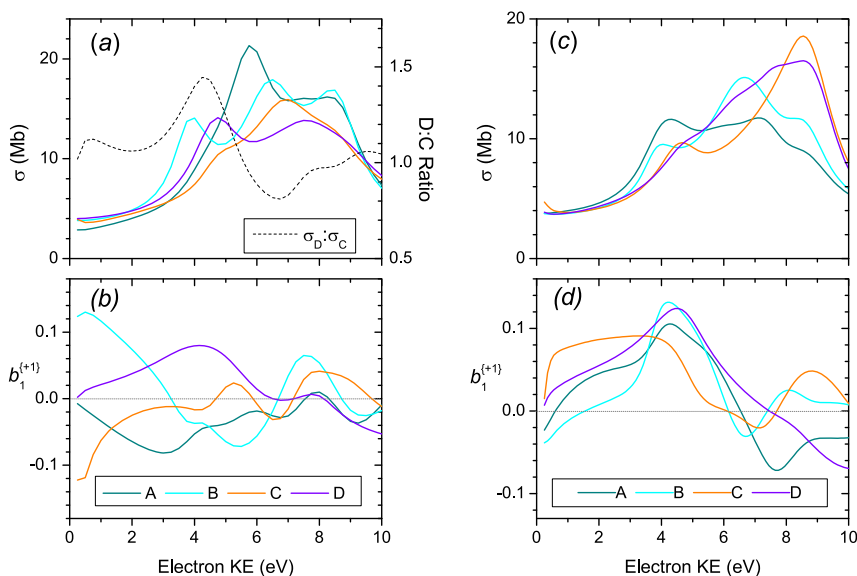 (a)
(c)
20
10
0
σ (Mb)
1.5
1.0
0.5
D:C Ratio
σD:σC
20
10
0
σ (Mb)
(b)
(d)
0.1
0.0
-0.1
b1{+1}
A B C D
0 2 4 6 8 10
Electron KE (eV)
0.1
0.0
-0.1
b1{+1}
A B C D
0 2 4 6 8 10
Electron KE (eV)